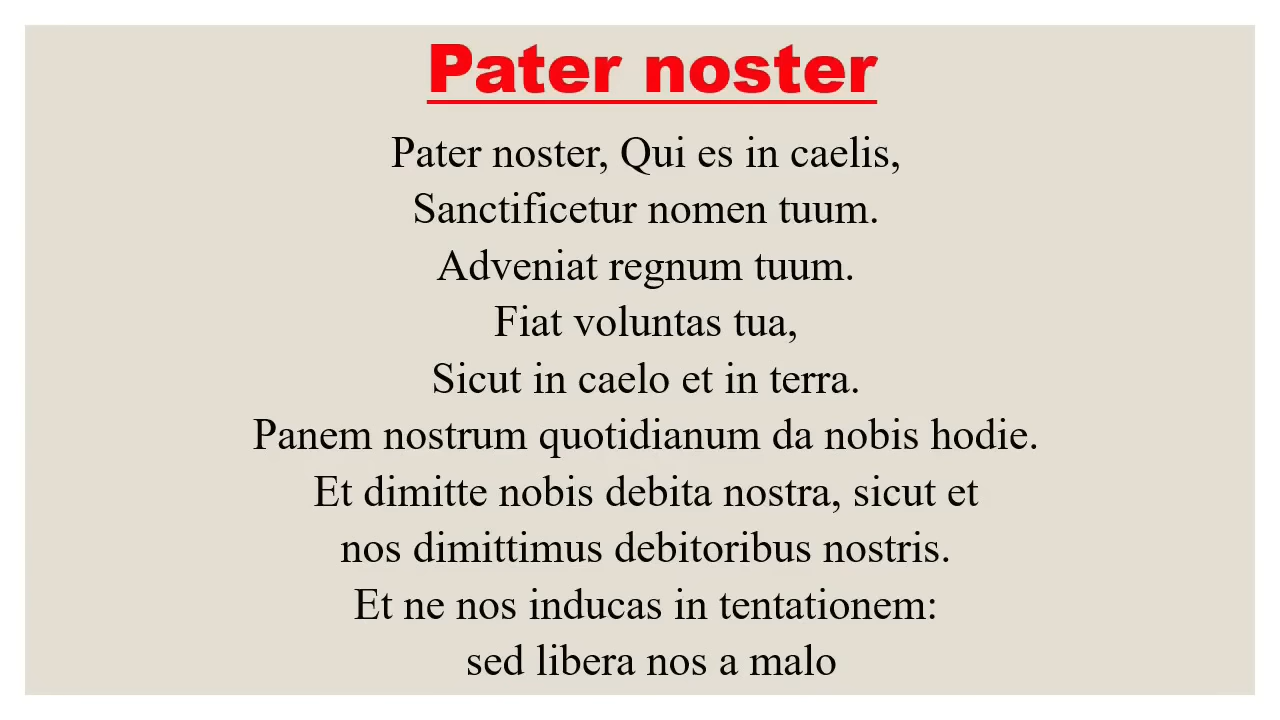 Pater noster
Pater noster, Qui es in caelis,
Sanctificetur nomen tuum.
Adveniat regnum tuum.
Fiat voluntas tua,
Sicut in caelo et in terra.
Panem nostrum quotidianum da nobis hodie.
Et dimitte nobis debita nostra, sicut et
nos dimittimus debitoribus nostris.
Et ne nos inducas in tentationem:
sed libera nos a malo